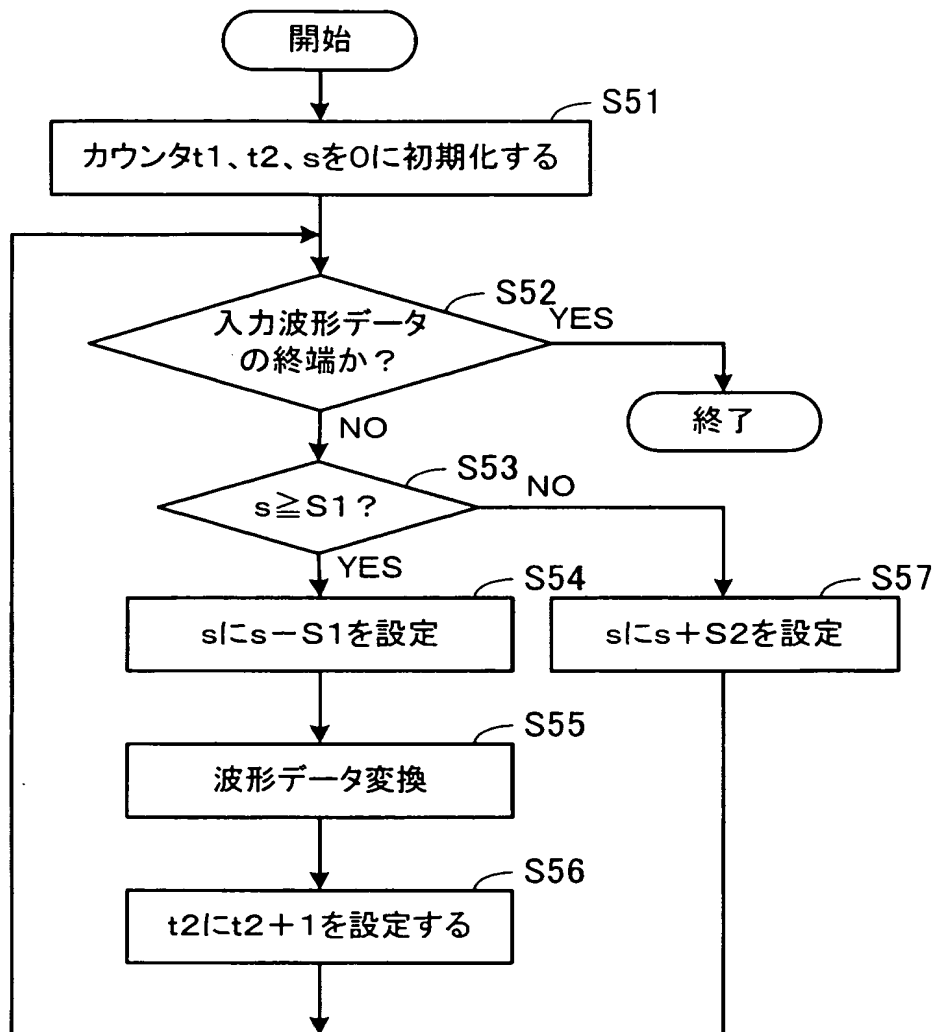 開始
S51
カウンタt1、t2、sを0に初期化する
S52
入力波形データ
の終端か?
YES
終了
NO
S53
s≧S1?
NO
YES
S54
sにs-S1を設定
S57
sにs+S2を設定
S55
波形データ変換
S56
t2にt2+1を設定する